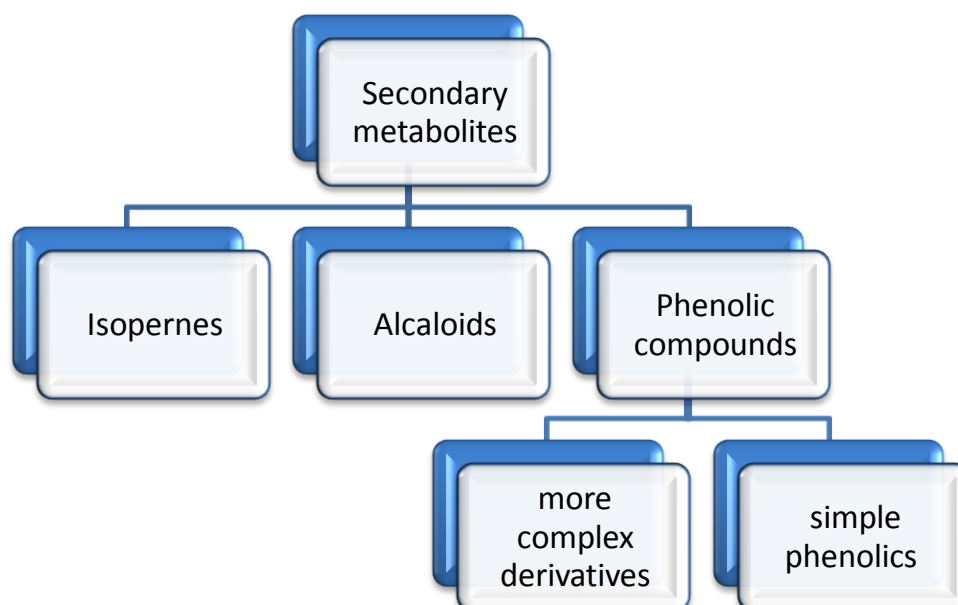 Secondary
metabolites
Isopernes
Alcaloids
Phenolic
compounds
more
complex
derivatives
simple
phenolics